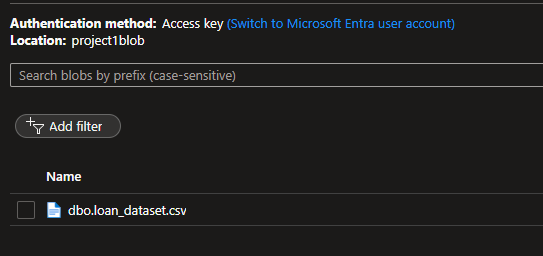 Authentication method: Access key (Switch to Microsoft Entra user account)
Location: project1blob
Search blobs by prefix (case-sensitive)
Add filter
Name
dbo.loan_dataset.csv